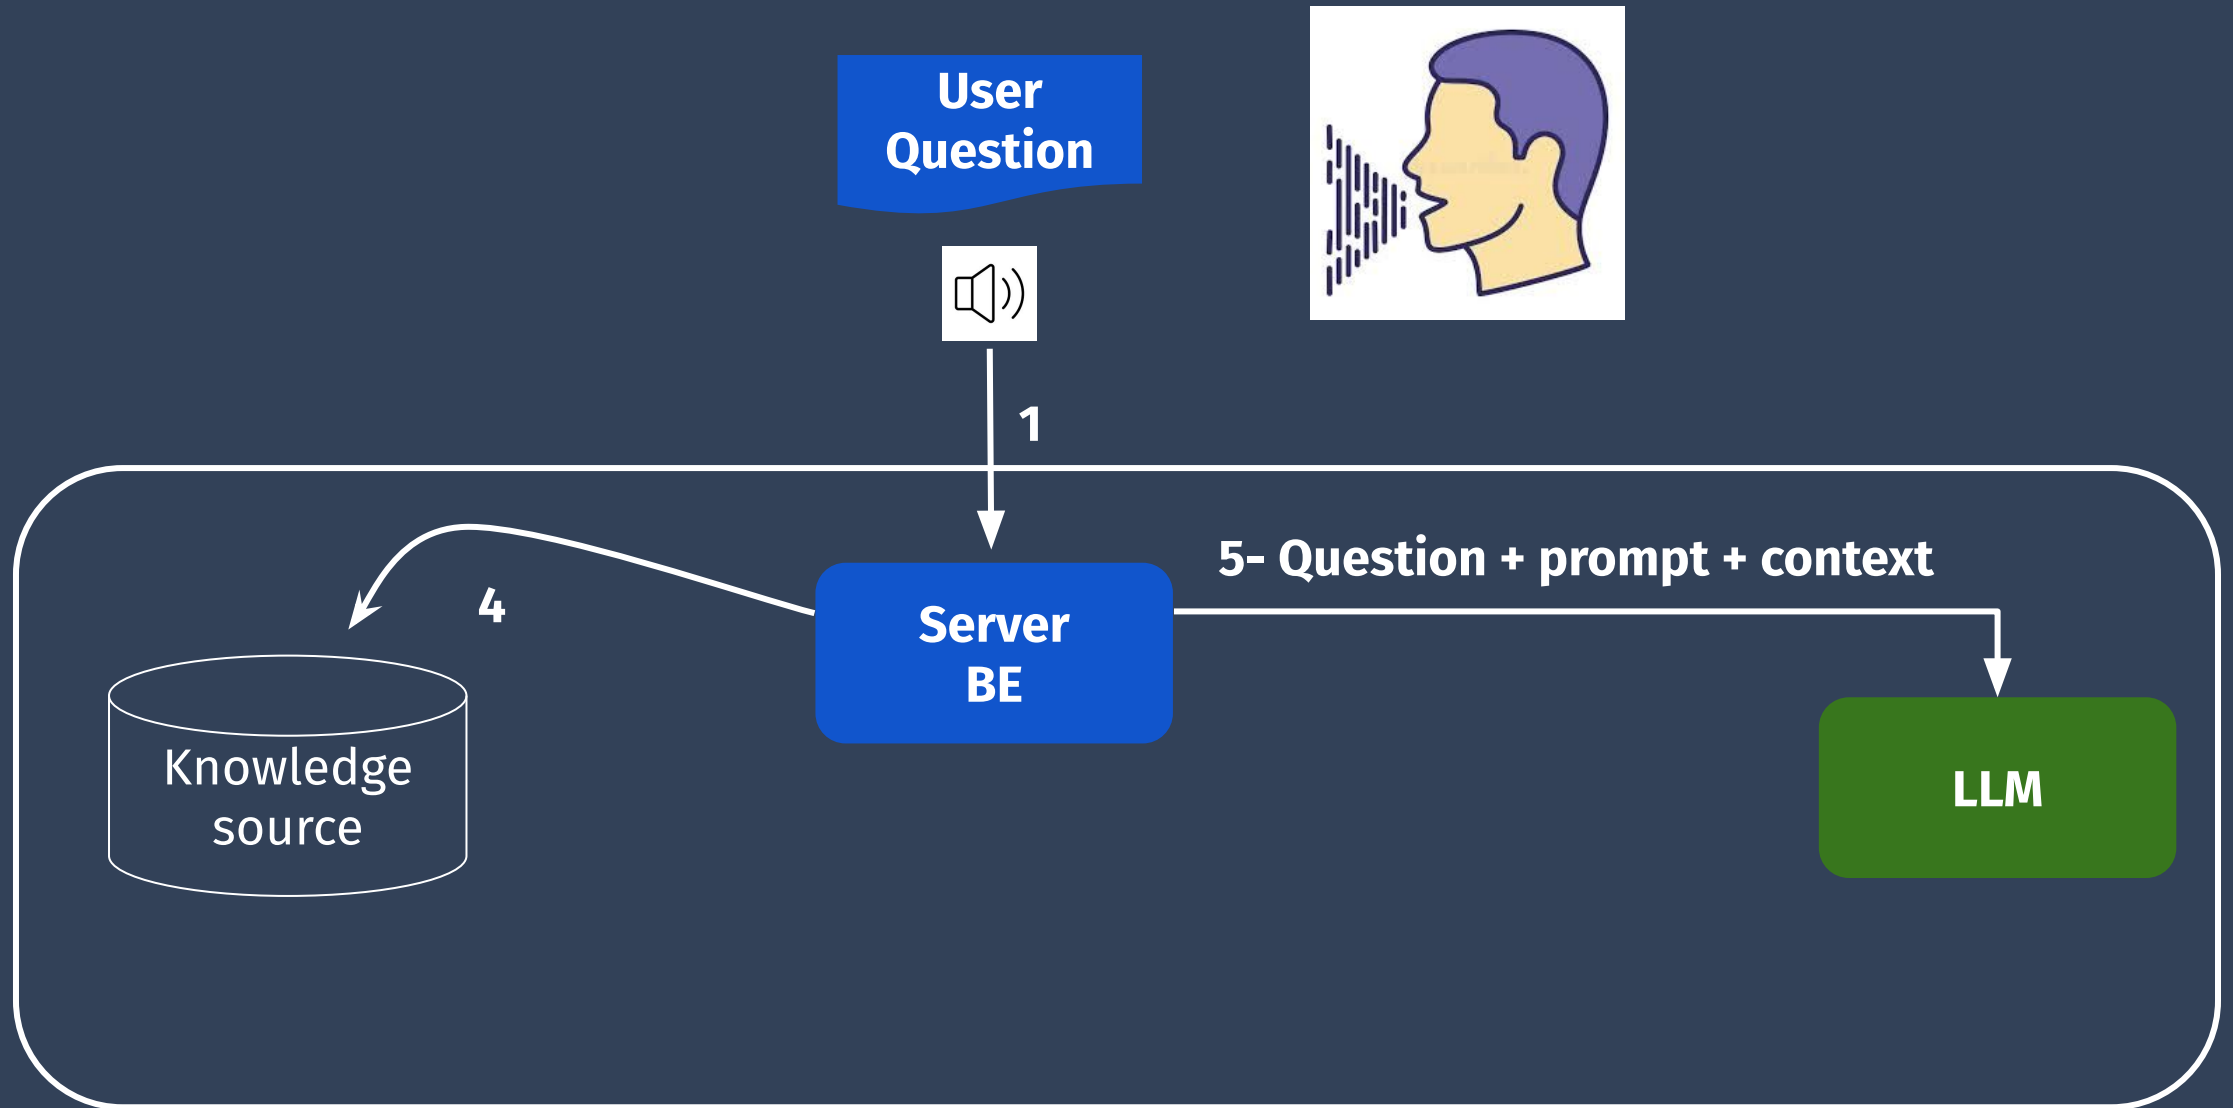 User
Question
1
5- Question + prompt + context
4
Server
BE
Knowledge
source
LLM